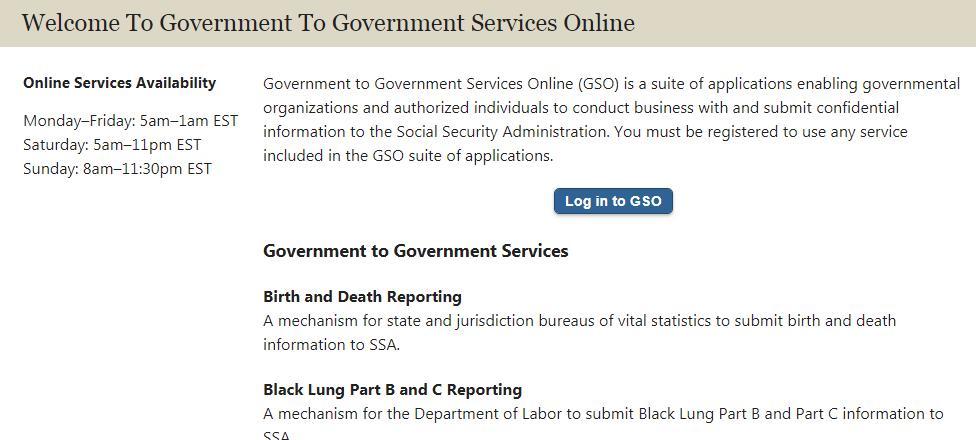 Welcome To Government To Government Services Online
Online Services Availability
Monday–Friday: 5am–1am EST
Saturday: 5am–11pm EST
Sunday: 8am–11:30pm EST
Government to Government Services Online (GSO) is a suite of applications enabling governmental
organizations and authorized individuals to conduct business with and submit confidential
information to the Social Security Administration. You must be registered to use any service
included in the GSO suite of applications.
Log in to GSO
Government to Government Services
Birth and Death Reporting
A mechanism for state and jurisdiction bureaus of vital statistics to submit birth and death
information to SSA.
Black Lung Part B and C Reporting
A mechanism for the Department of Labor to submit Black Lung Part B and Part C information to
SSA